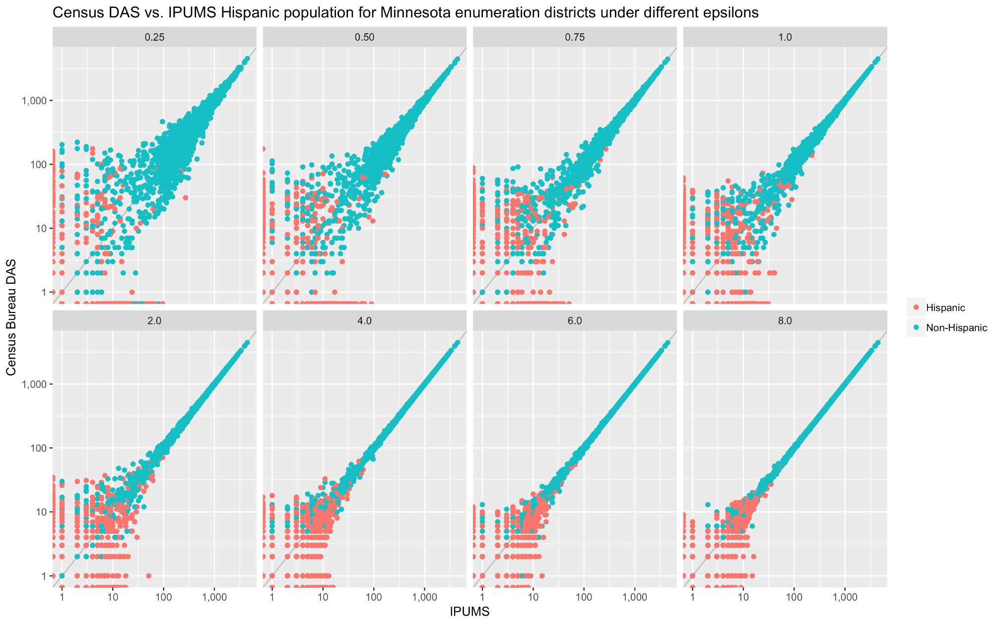 Census DAS vs. IPUMS Hispanic population for Minnesota enumeration districts under different epsilons
0.25 0.50 0.75 1.0
1,000
100
10
1
2.0 4.0 6.0 8.0
1,000
100
10
1
1 10 100 1,000 1 10 100 1,000 1 10 100 1,000 1 10 100 1,000
IPUMS
Census Bureau DAS
Hispanic
Non-Hispanic